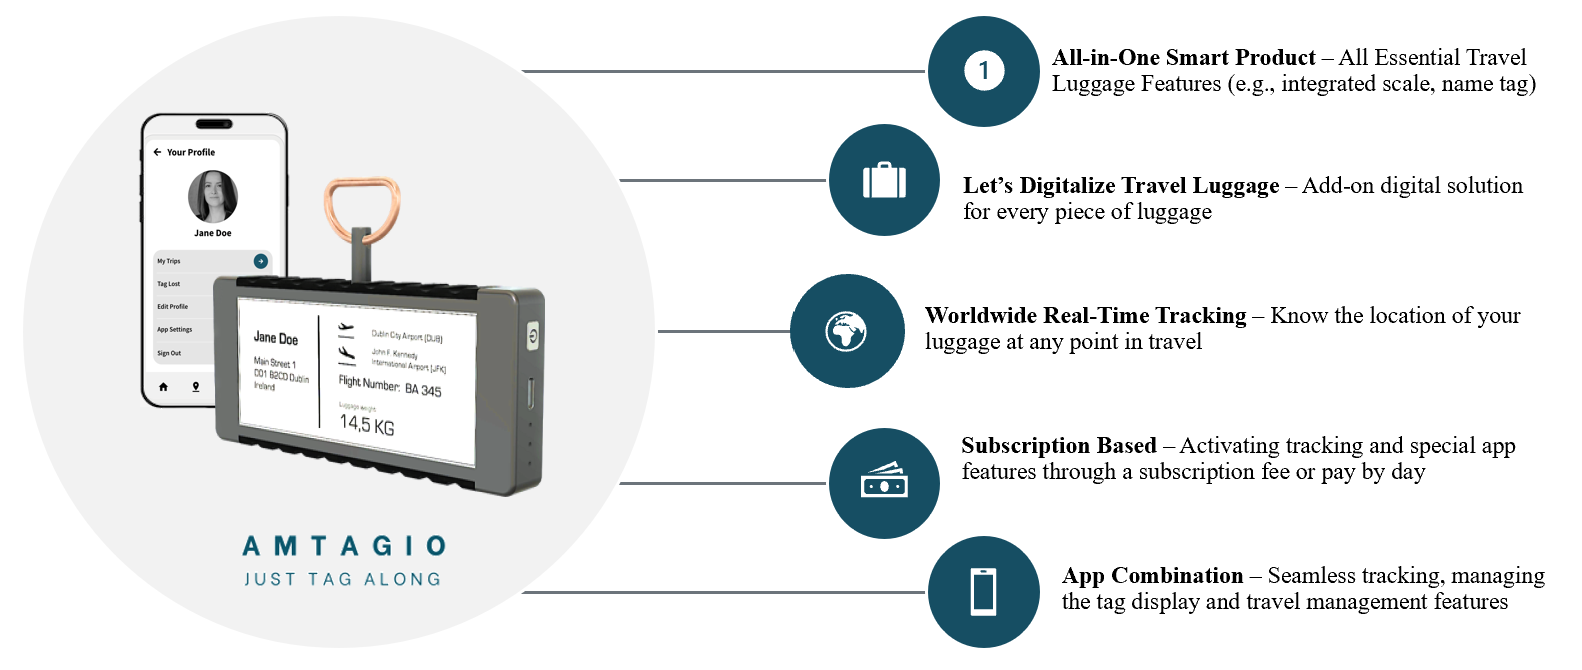 Your Profile
Jane Doe
My Trips
Tag Lost
Edit Profile
App Settings
Sign Out
Jane Doe
Main Street 1
D01 B2CD Dublin
Ireland
Dublin City Airport (DUB)
John F. Kennedy
International Airport (JFK)
Flight Number: BA 345
Luggage weight
14,5 KG
AMTAGIO
JUST TAG ALONG
1
All-in-One Smart Product – All Essential Travel
Luggage Features (e.g., integrated scale, name tag)
Let’s Digitalize Travel Luggage – Add-on digital solution
for every piece of luggage
Worldwide Real-Time Tracking – Know the location of your
luggage at any point in travel
Subscription Based – Activating tracking and special app
features through a subscription fee or pay by day
App Combination – Seamless tracking, managing
the tag display and travel management features